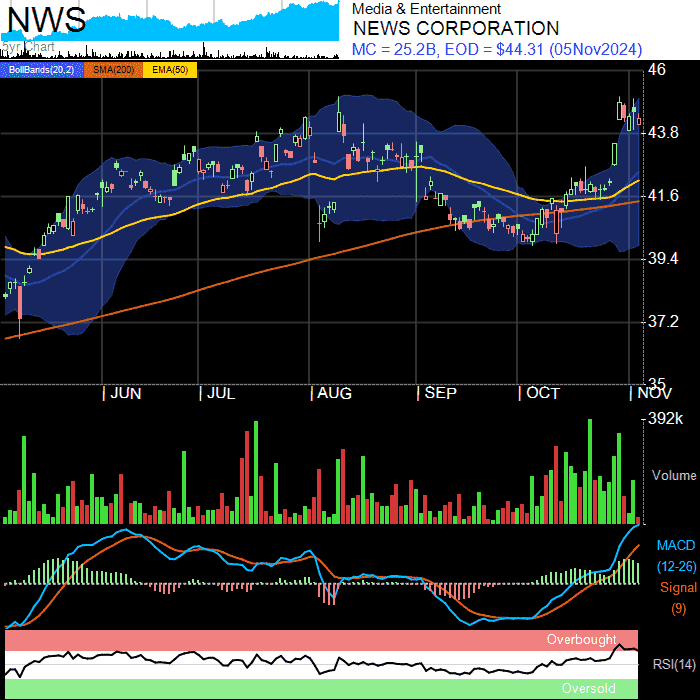 NWS
5yr Chart
Media & Entertainment
NEWS CORPORATION
MC = 25.2B, EOD = $44.31 (05Nov2024)
BollBands(20,2) SMA(200) EMA(50)
46
43.8
41.6
39.4
37.2
35
| JUN | JUL | AUG | SEP | OCT | NOV
392k
Volume
MACD
(12-26)
Signal
(9)
Overbought
RSI(14)
Oversold